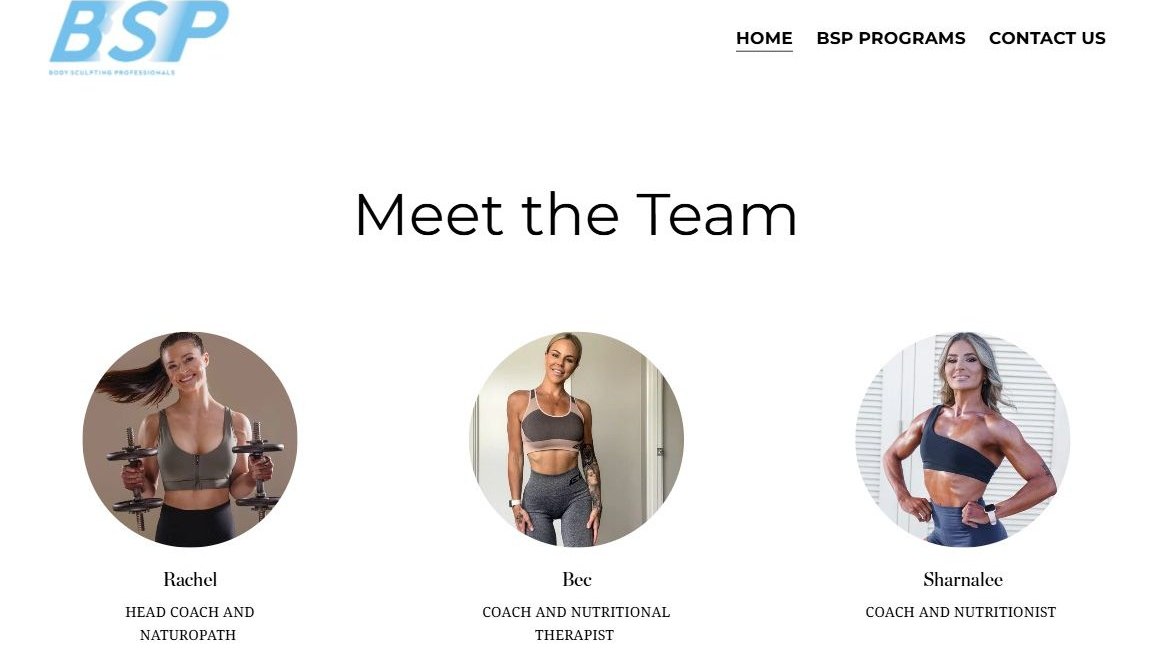 BSP
BODY SCULPTING PROFESSIONALS
HOME BSP PROGRAMS CONTACT US
Meet the Team
Rachel
HEAD COACH AND
NATUROPATH
Bec
COACH AND NUTRITIONAL
THERAPIST
Sharnalee
COACH AND NUTRITIONIST